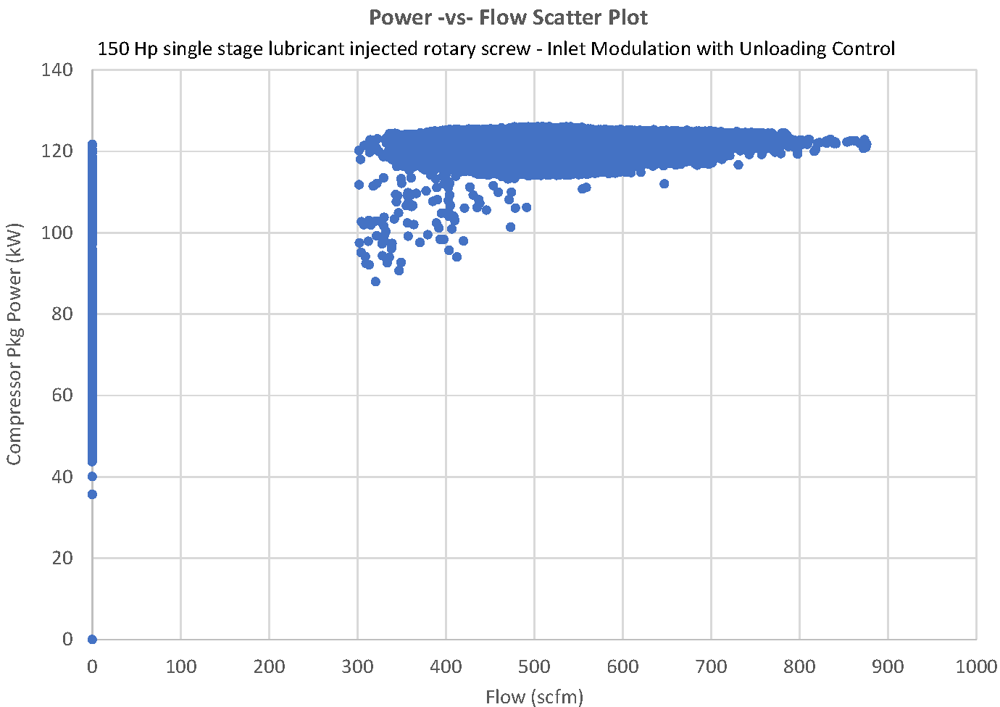 Power -vs- Flow Scatter Plot
150 Hp single stage lubricant injected rotary screw - Inlet Modulation with Unloading Control
140
120
100
80
60
40
20
0
Compressor Pkg Power (kW)
0 100 200 300 400 500 600 700 800 900 1000
Flow (scfm)